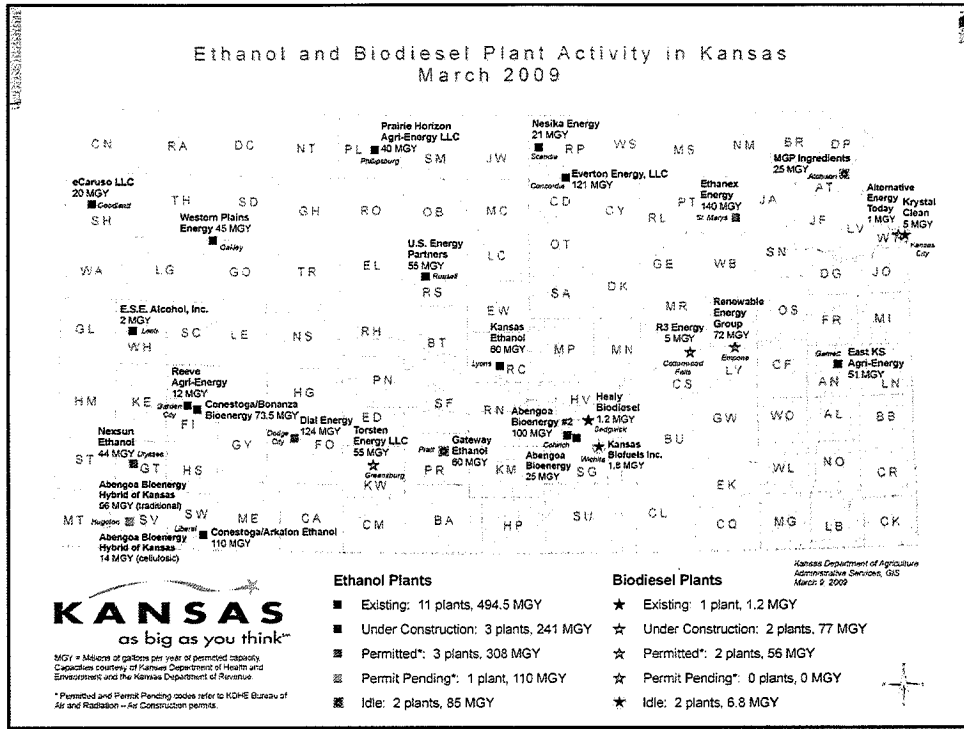 Ethanol and Biodiesel Plant Activity in Kansas
March 2009
CN
RA
DC
NT
PL
Prairie Horizon
Agri-Energy LLC
40 MGY
Phillipsburg
SM
JW
Nesika Energy
21 MGY
Scandia
RP
WS
MS
NM
BR
DP
MGP Ingredients
25 MGY
Atchison
AT
eCaruso LLC
20 MGY
Goodland
SH
TH
SD
GH
RO
OB
MC
Concordia
Everton Energy, LLC
121 MGY
CD
CY
RL
PT
Ethanex
Energy
140 MGY
St. Marys
JA
JF
LV
Alternative
Energy
Today
1 MGY
Krystal
Clean
5 MGY
WY
Kansas
City
Western Plains
Energy 45 MGY
Oakley
WA
LG
GO
TR
EL
U.S. Energy
Partners
55 MGY
Russell
RS
LC
OT
SA
DK
GE
WB
SN
DG
JO
E.S.E. Alcohol, Inc.
2 MGY
Leoti
GL
WH
SC
LE
NS
RH
BT
EW
Kansas
Ethanol
60 MGY
Lyons
RC
MP
MN
MR
R3 Energy
5 MGY
Cottonwood
Falls
CS
Renewable
Energy
Group
72 MGY
Emporia
LY
OS
FR
MI
CF
Garnett
East KS
Agri-Energy
51 MGY
AN
LN
Reeve
Agri-Energy
12 MGY
Garden
City
HM
KE
FI
Conestoga/Bonanza
Bioenergy 73.5 MGY
HG
PN
ED
SF
RN
HV
Healy
Biodiesel
1.2 MGY
Sedgwick
Abengoa
Bioenergy #2
100 MGY
Colwich
BU
GW
WO
AL
BB
Nexsun
Ethanol
44 MGY
Ulysses
ST
GT
HS
GY
Dodge
City
Dial Energy
124 MGY
FO
Torsten
Energy LLC
55 MGY
Greensburg
KW
Pratt
Gateway
Ethanol
60 MGY
PR
KM
Abengoa
Bioenergy
25 MGY
Wichita
SG
Kansas
Biofuels Inc.
1.8 MGY
EK
WL
NO
CR
Abengoa Bioenergy
Hybrid of Kansas
96 MGY (traditional)
MT
Hugoton
SV
Abengoa Bioenergy
Hybrid of Kansas
14 MGY (cellulosic)
SW
Liberal
Conestoga/Arkalon Ethanol
110 MGY
ME
CA
CM
BA
HP
SU
CL
CQ
MG
LB
CK
Kansas Department of Agriculture
Administrative Services, GIS
March 9, 2009
KANSAS
as big as you think℠
MGY = Millions of gallons per year of permitted capacity.
Capacities courtesy of Kansas Department of Health and
Environment and the Kansas Department of Revenue.
* Permitted and Permit Pending codes refer to KDHE Bureau of
Air and Radiation – Air Construction permits.
Ethanol Plants
Existing: 11 plants, 494.5 MGY
Under Construction: 3 plants, 241 MGY
Permitted*: 3 plants, 308 MGY
Permit Pending*: 1 plant, 110 MGY
Idle: 2 plants, 85 MGY
Biodiesel Plants
Existing: 1 plant, 1.2 MGY
Under Construction: 2 plants, 77 MGY
Permitted*: 2 plants, 56 MGY
Permit Pending*: 0 plants, 0 MGY
Idle: 2 plants, 6.8 MGY